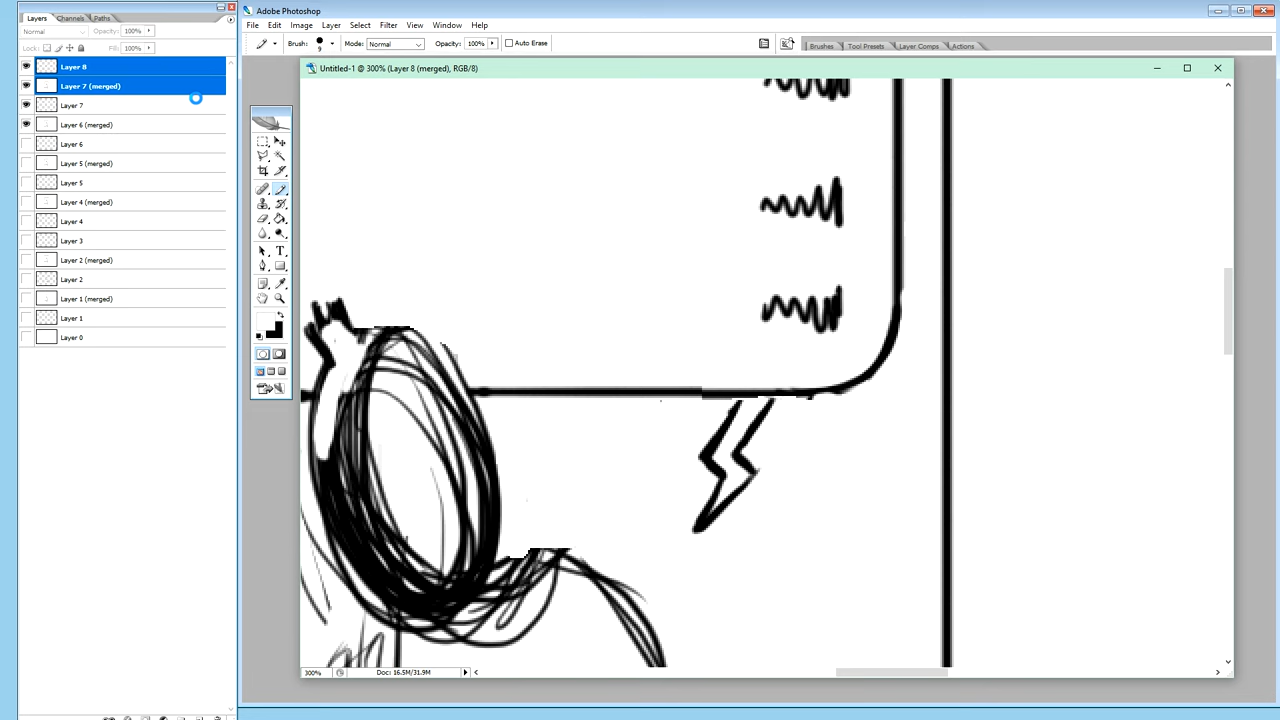 Adobe Photoshop
File Edit Image Layer Select Filter View Window Help
Brush: 9 Mode: Normal Opacity: 100% Auto Erase
Brushes Tool Presets Layer Comps Actions
Layers Channels Paths
Normal Opacity: 100%
Lock: Fill: 100%
Layer 8
Layer 7 (merged)
Layer 7
Layer 6 (merged)
Layer 6
Layer 5 (merged)
Layer 5
Layer 4 (merged)
Layer 4
Layer 3
Layer 2 (merged)
Layer 2
Layer 1 (merged)
Layer 1
Layer 0
Untitled-1 @ 300% (Layer 8 (merged), RGB/8)
T
300% Doc: 16.5M/31.9M